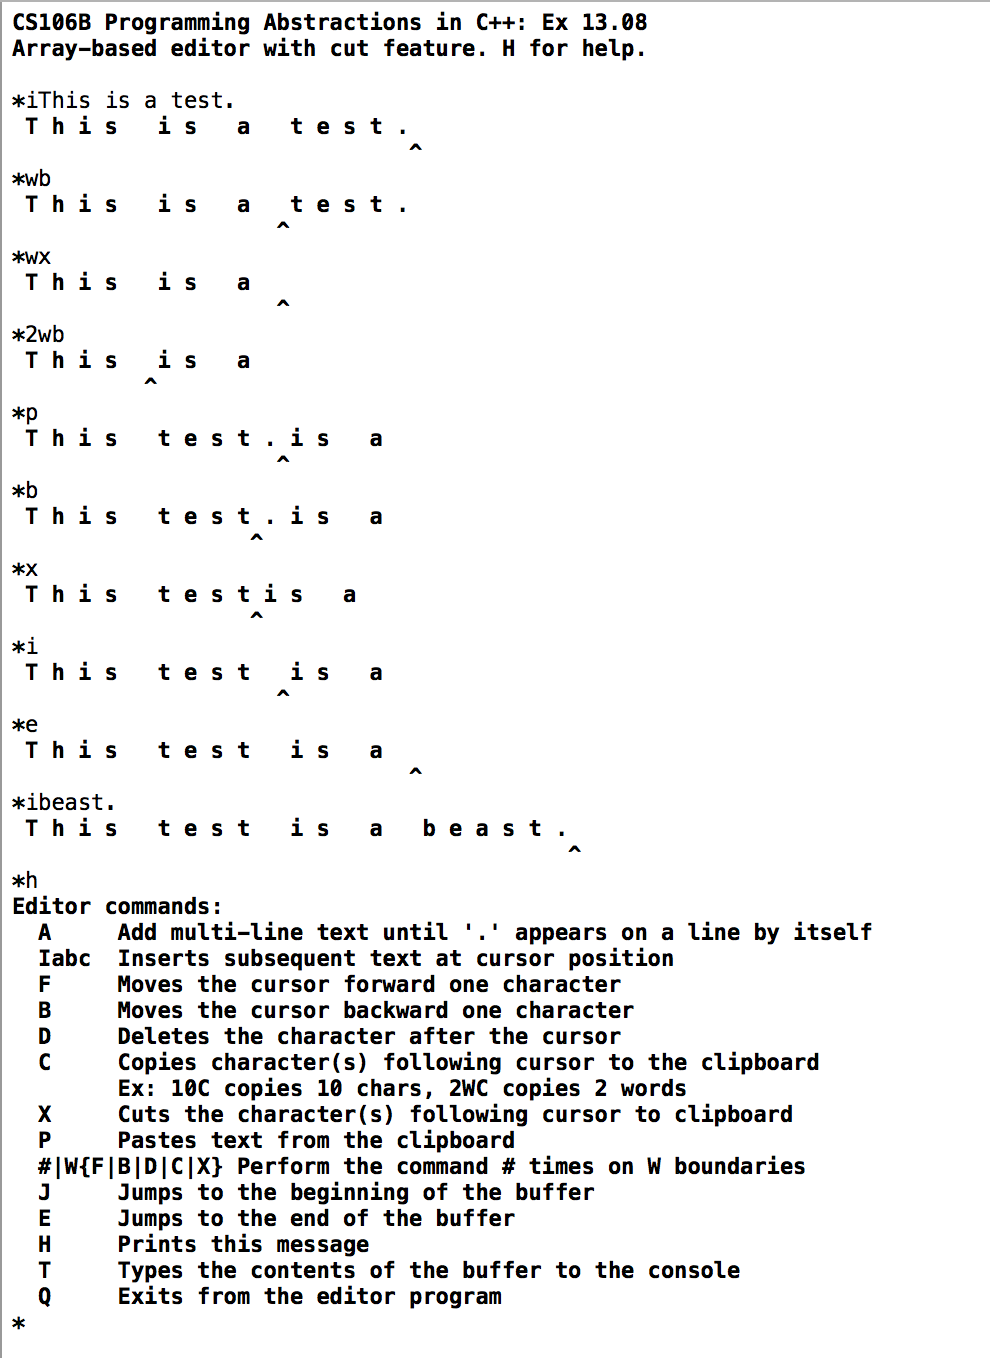 CS106B Programming Abstractions in C++: Ex 13.08
Array-based editor with cut feature. H for help.

*iThis is a test.
 T h i s   i s   a   t e s t .
                              ^
*wb
 T h i s   i s   a   t e s t .
                    ^
*wx
 T h i s   i s   a
                    ^
*2wb
 T h i s   i s   a
          ^
*p
 T h i s   t e s t . i s   a
                    ^
*b
 T h i s   t e s t . i s   a
                  ^
*x
 T h i s   t e s t i s   a
                  ^
*i
 T h i s   t e s t   i s   a
                    ^
*e
 T h i s   t e s t   i s   a
                              ^
*ibeast.
 T h i s   t e s t   i s   a   b e a s t .
                                          ^
*h
Editor commands:
  A     Add multi-line text until '.' appears on a line by itself
  Iabc  Inserts subsequent text at cursor position
  F     Moves the cursor forward one character
  B     Moves the cursor backward one character
  D     Deletes the character after the cursor
  C     Copies character(s) following cursor to the clipboard
        Ex: 10C copies 10 chars, 2WC copies 2 words
  X     Cuts the character(s) following cursor to clipboard
  P     Pastes text from the clipboard
  #|W{F|B|D|C|X} Perform the command # times on W boundaries
  J     Jumps to the beginning of the buffer
  E     Jumps to the end of the buffer
  H     Prints this message
  T     Types the contents of the buffer to the console
  Q     Exits from the editor program
*